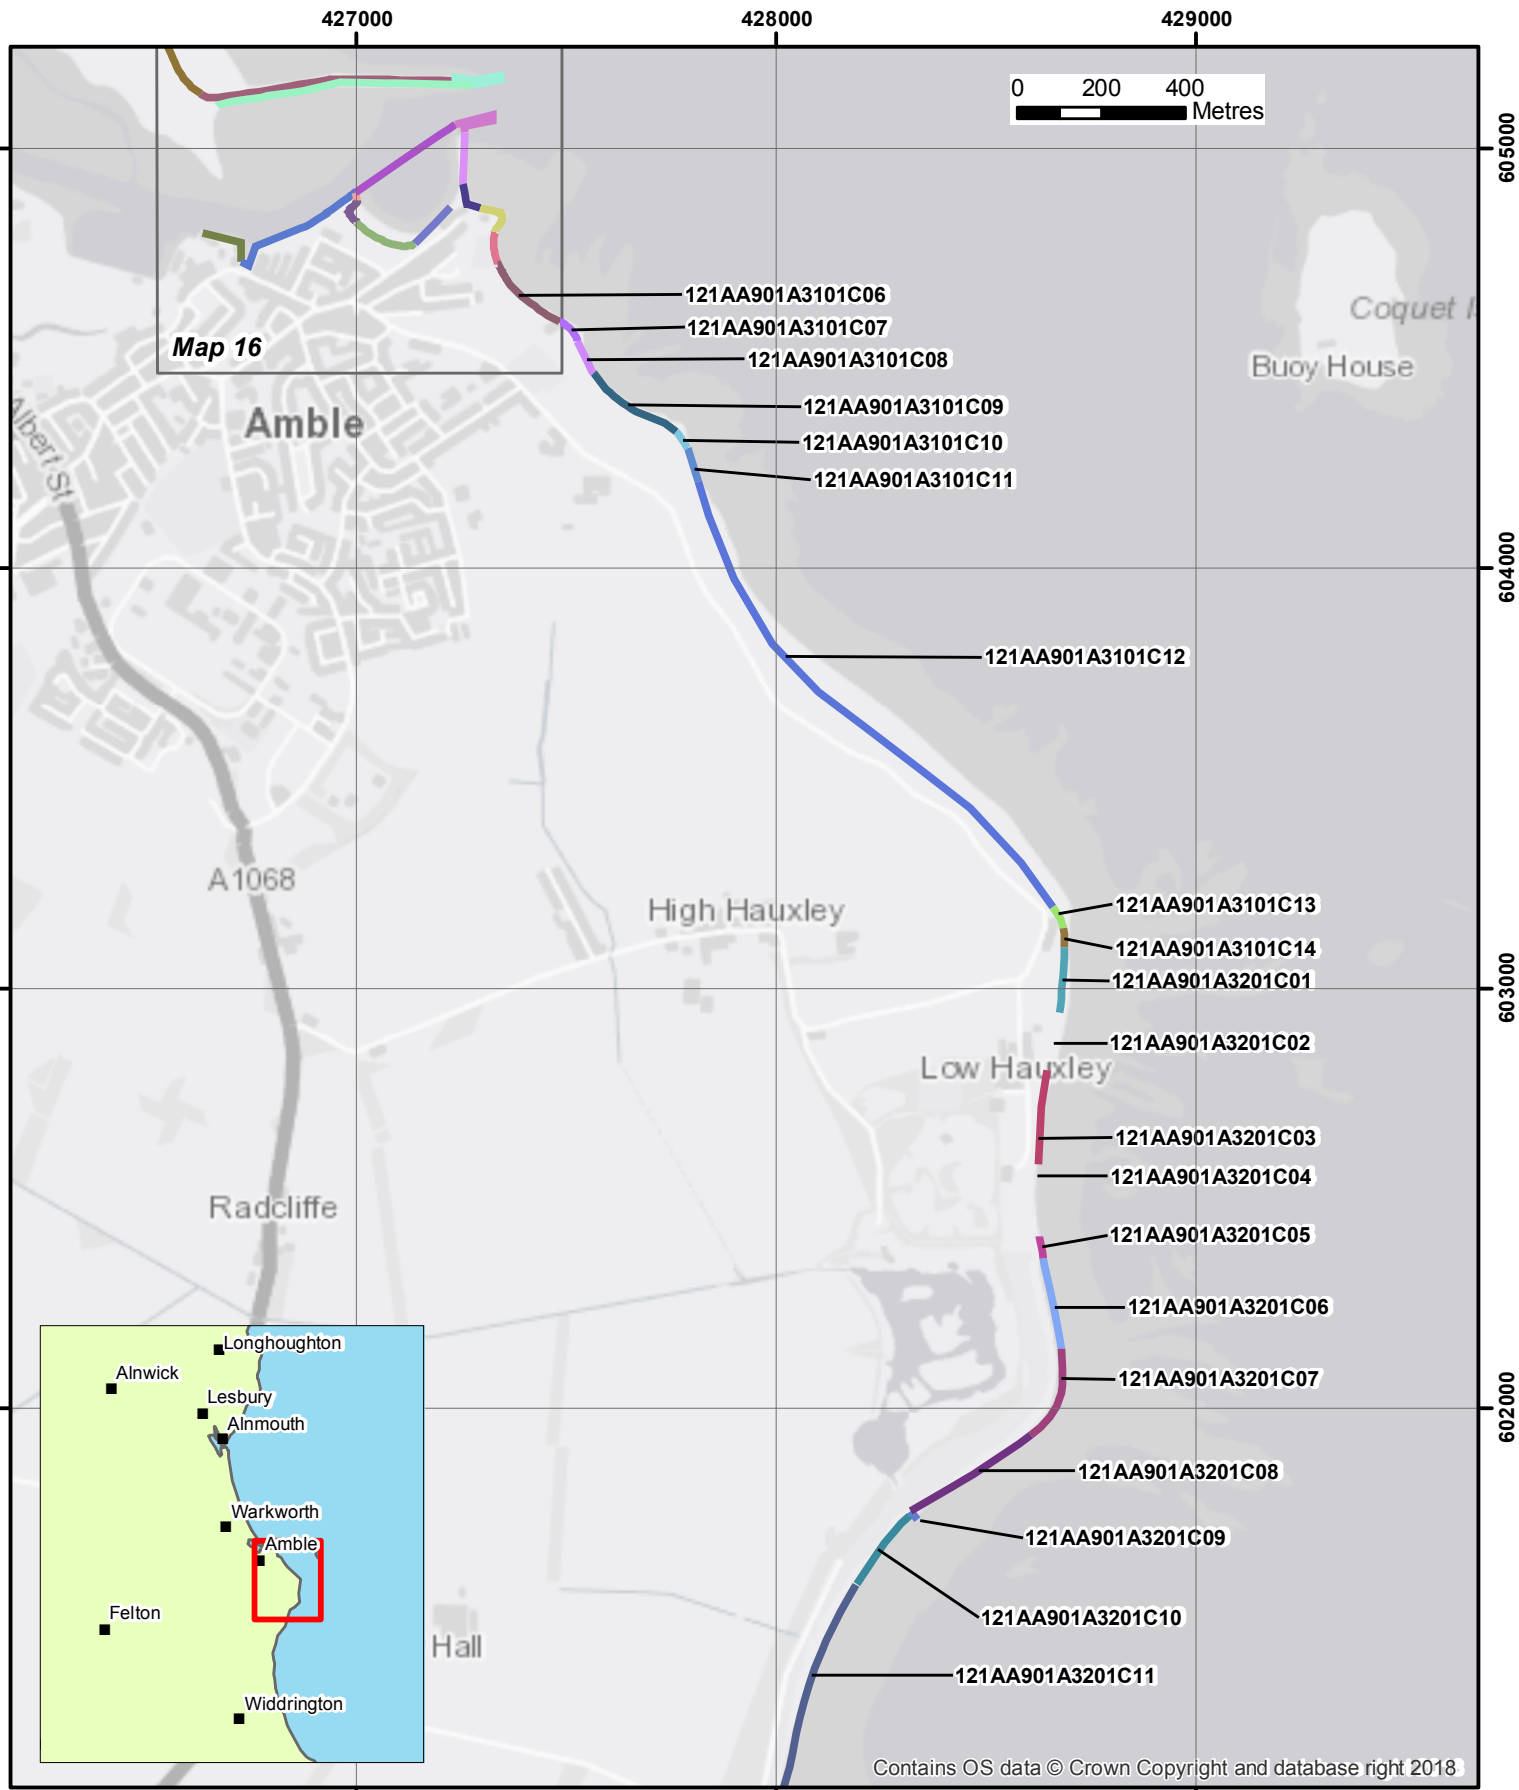 427000
428000
429000
0 200 400
Metres
605000
121AA901A3101C06
Coquet I
121AA901A3101C07
Map 16
121AA901A3101C08
Buoy House
121AA901A3101C09
Amble
Albert St
121AA901A3101C10
121AA901A3101C11
604000
121AA901A3101C12
A1068
121AA901A3101C13
High Hauxley
121AA901A3101C14
121AA901A3201C01
603000
121AA901A3201C02
Low Hauxley
121AA901A3201C03
121AA901A3201C04
Radcliffe
121AA901A3201C05
121AA901A3201C06
Longhoughton
Alnwick
121AA901A3201C07
Lesbury
602000
Alnmouth
121AA901A3201C08
Warkworth
121AA901A3201C09
Amble
Felton
121AA901A3201C10
Hall
121AA901A3201C11
Widdrington
Contains OS data © Crown Copyright and database right 2018